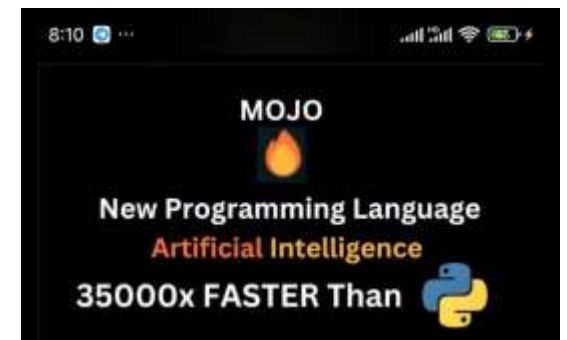 8:10
MOJO
New Programming Language
Artificial Intelligence
35000x FASTER Than